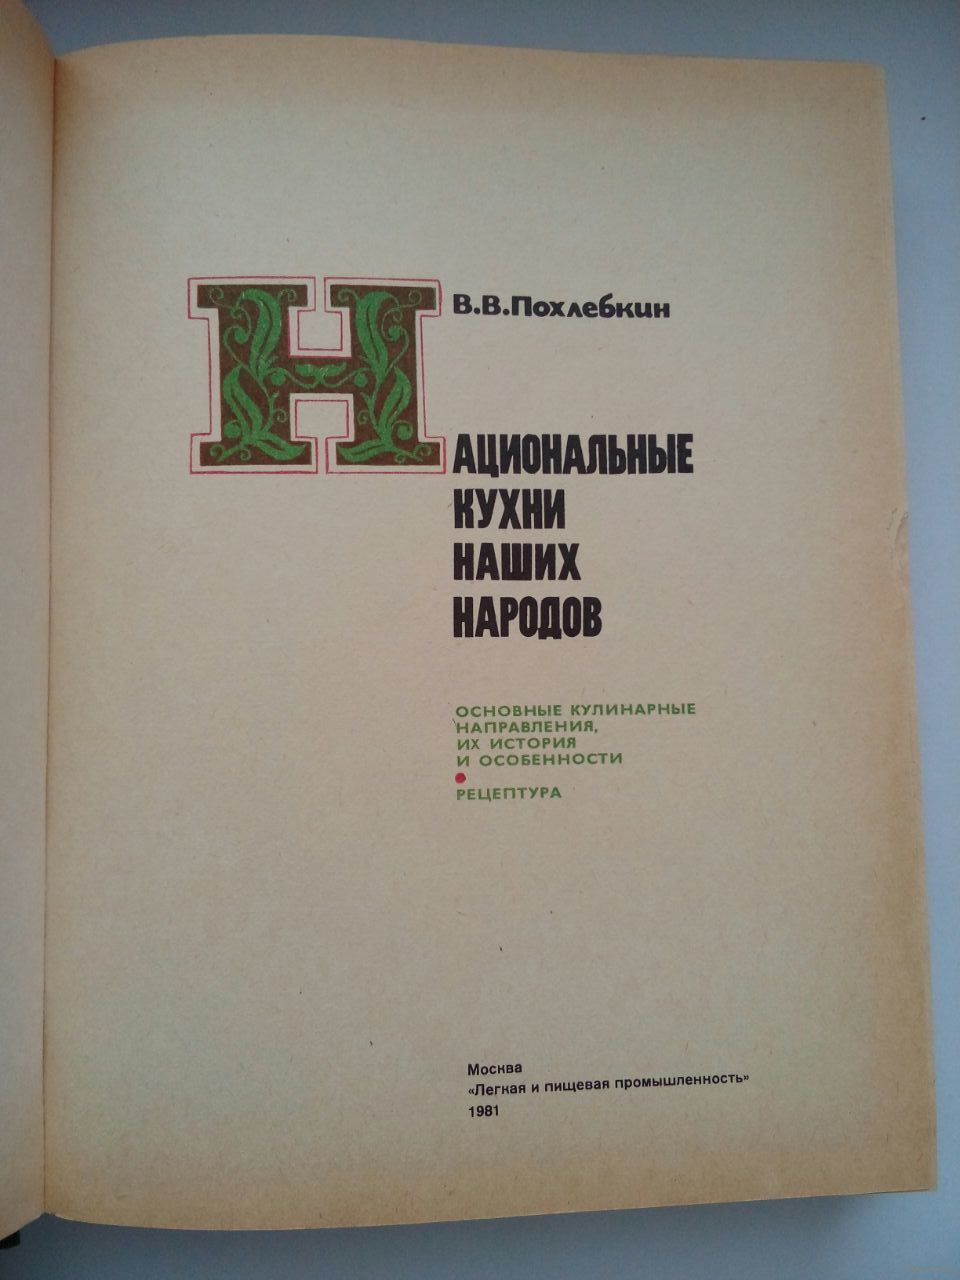 В.В.Похлебкин
НАЦИОНАЛЬНЫЕ
КУХНИ
НАШИХ
НАРОДОВ
ОСНОВНЫЕ КУЛИНАРНЫЕ
НАПРАВЛЕНИЯ,
ИХ ИСТОРИЯ
И ОСОБЕННОСТИ
РЕЦЕПТУРА
Москва
«Легкая и пищевая промышленность»
1981